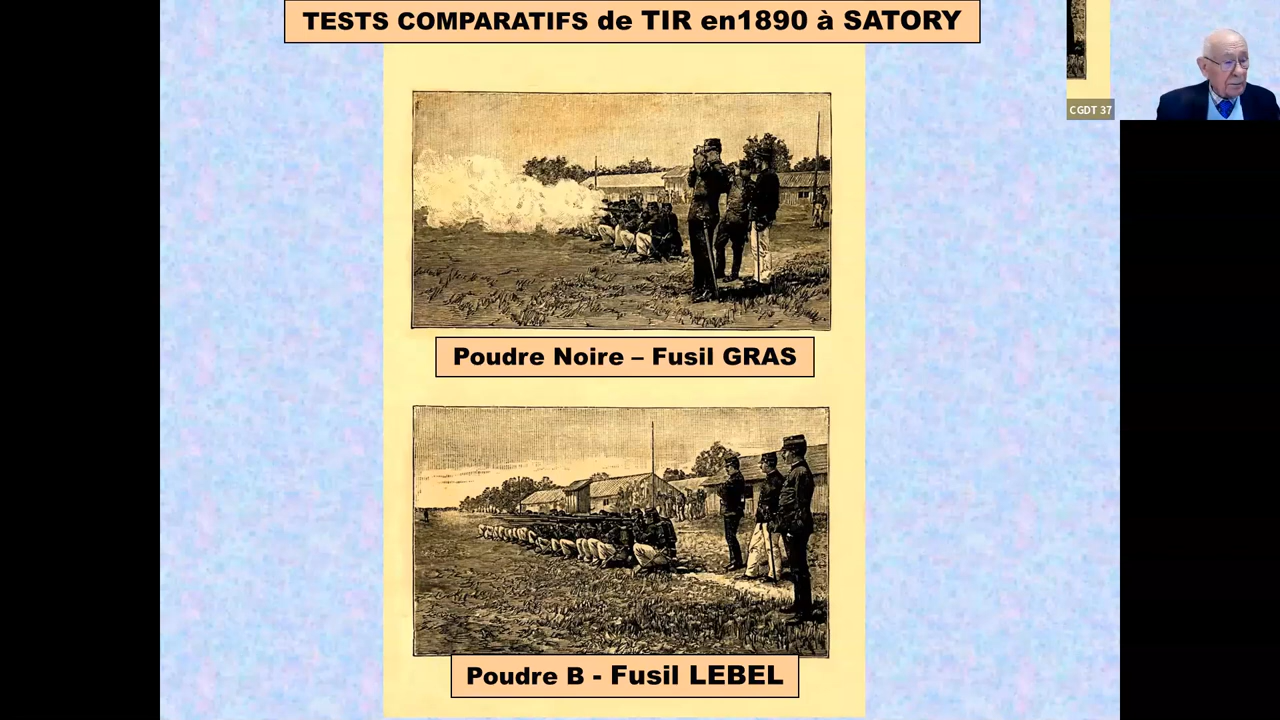 TESTS COMPARATIFS de TIR en1890 à SATORY
CGDT 37
Poudre Noire – Fusil GRAS
Poudre B - Fusil LEBEL